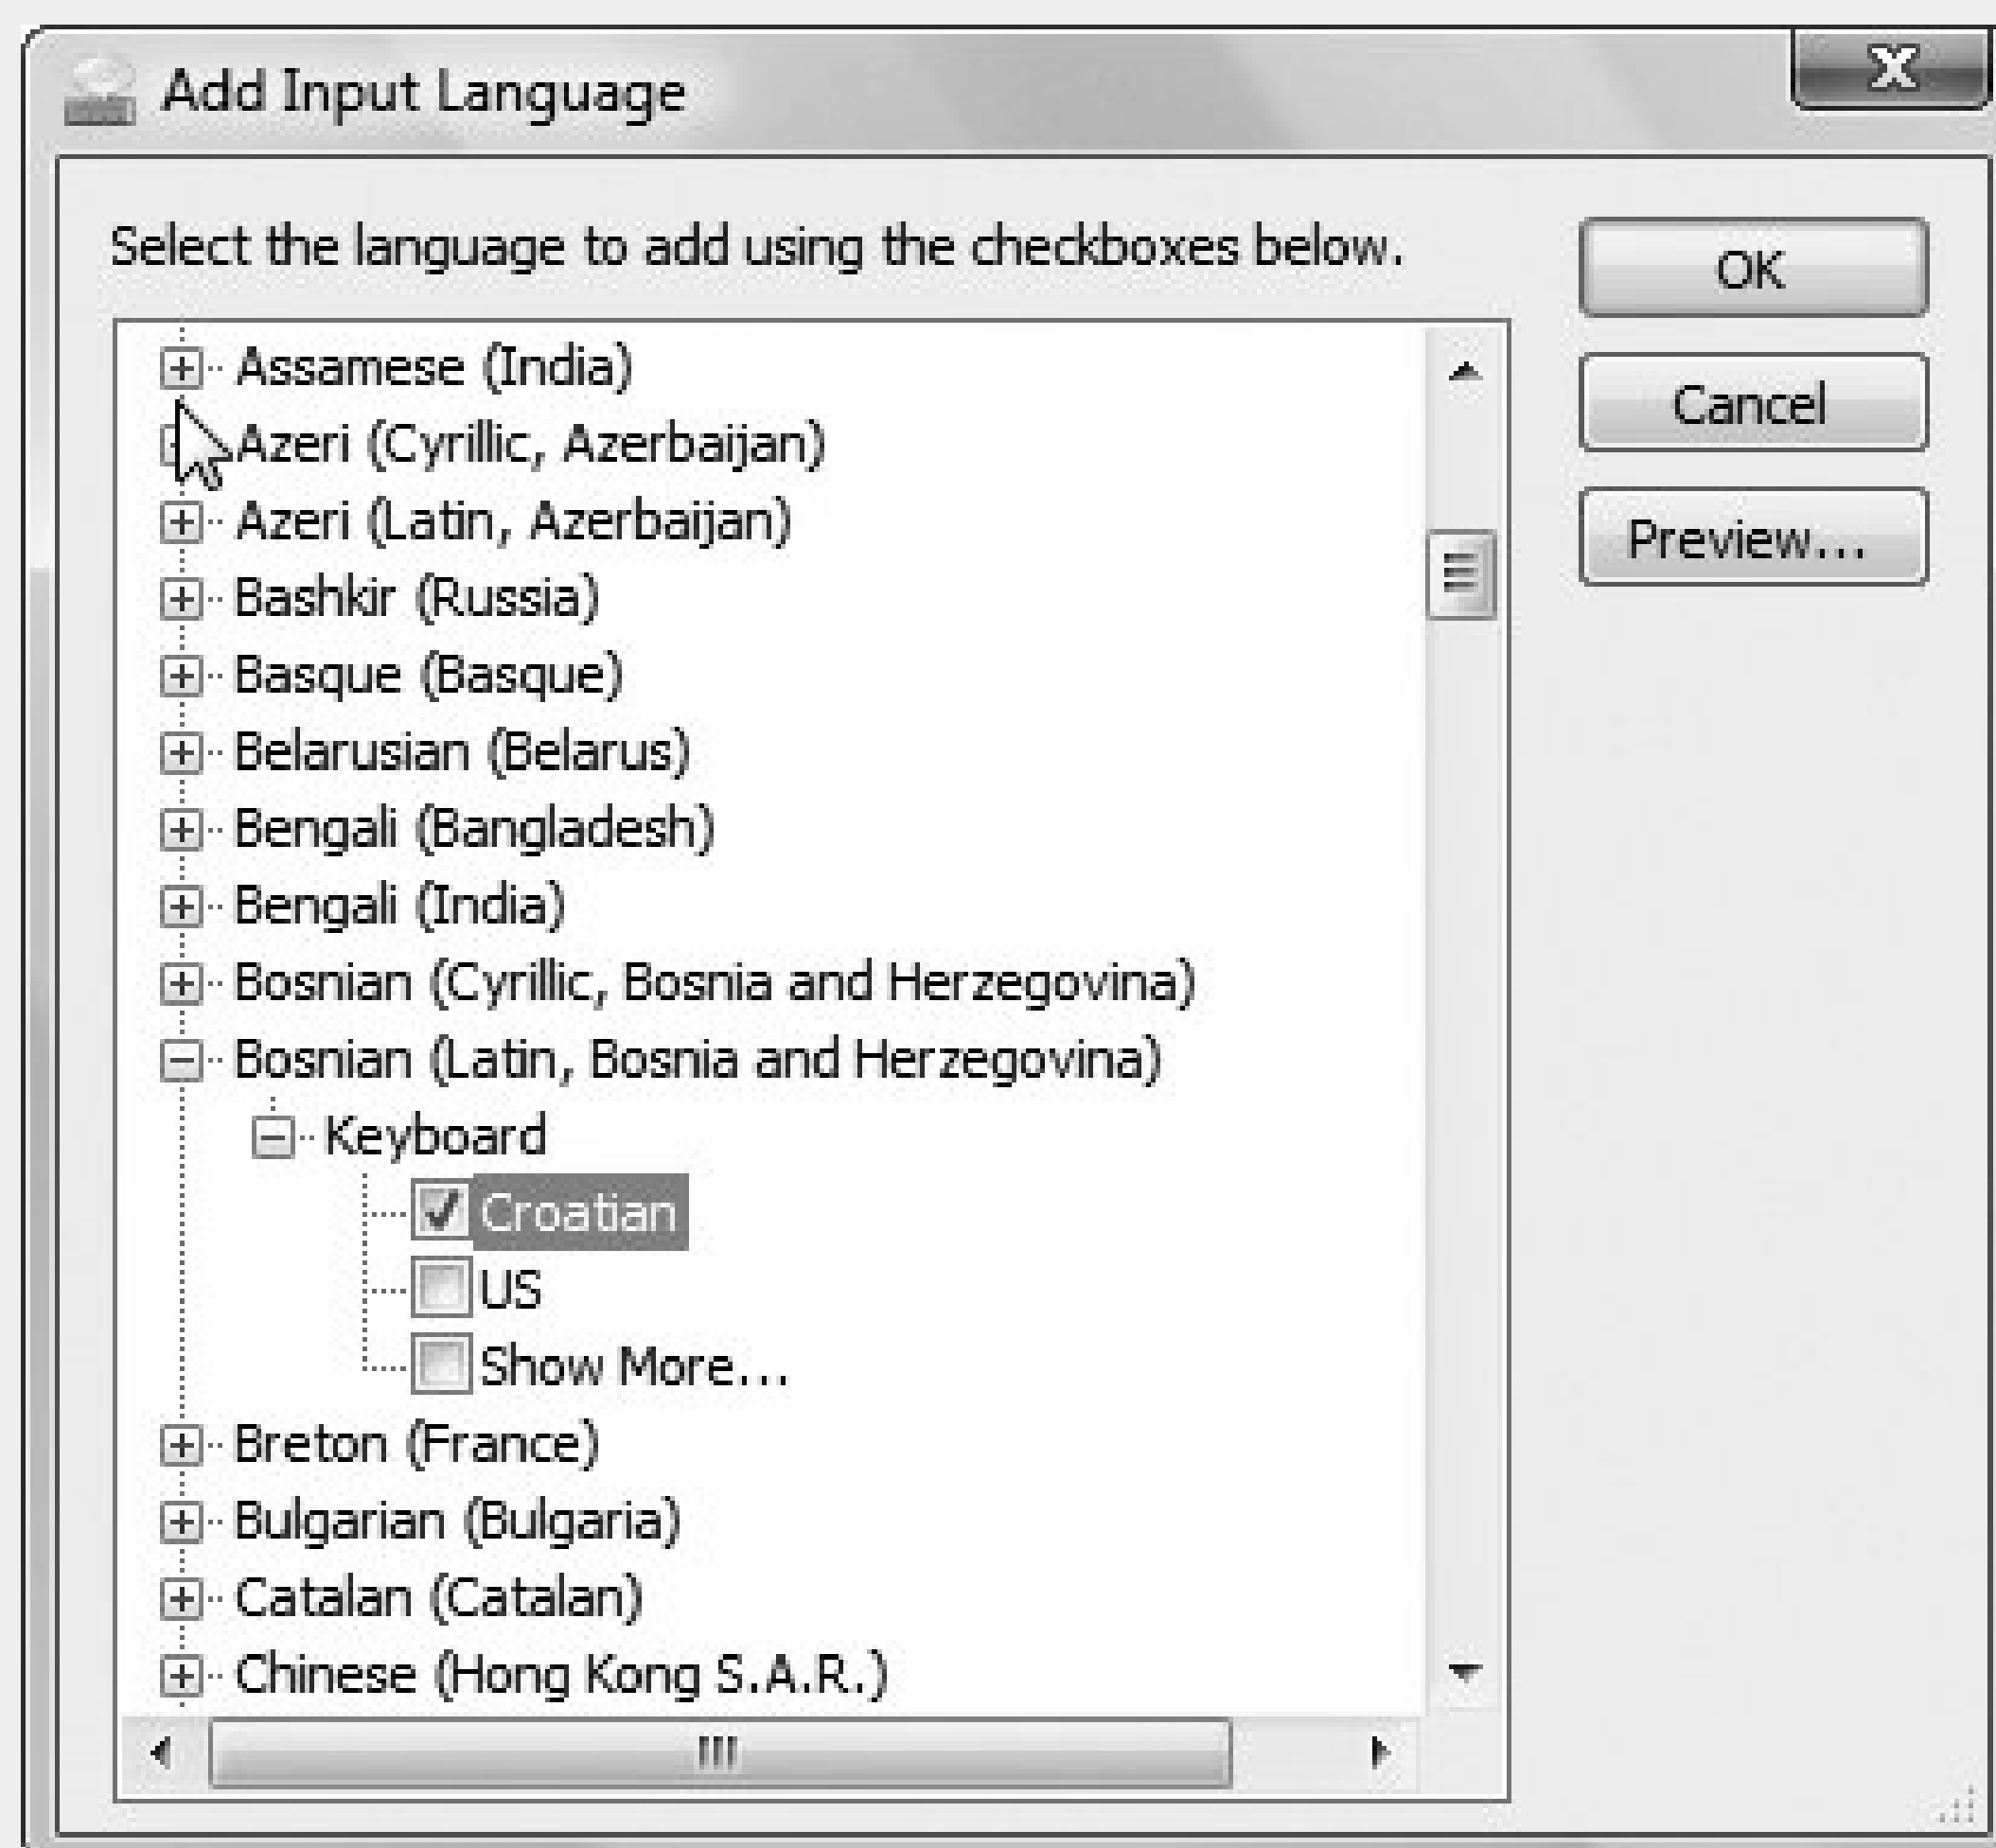 Add Input Language
Select the language to add using the checkboxes below.
OK
Cancel
Preview...
Assamese (India)
Azeri (Cyrillic, Azerbaijan)
Azeri (Latin, Azerbaijan)
Bashkir (Russia)
Basque (Basque)
Belarusian (Belarus)
Bengali (Bangladesh)
Bengali (India)
Bosnian (Cyrillic, Bosnia and Herzegovina)
Bosnian (Latin, Bosnia and Herzegovina)
Keyboard
Croatian
US
Show More...
Breton (France)
Bulgarian (Bulgaria)
Catalan (Catalan)
Chinese (Hong Kong S.A.R.)